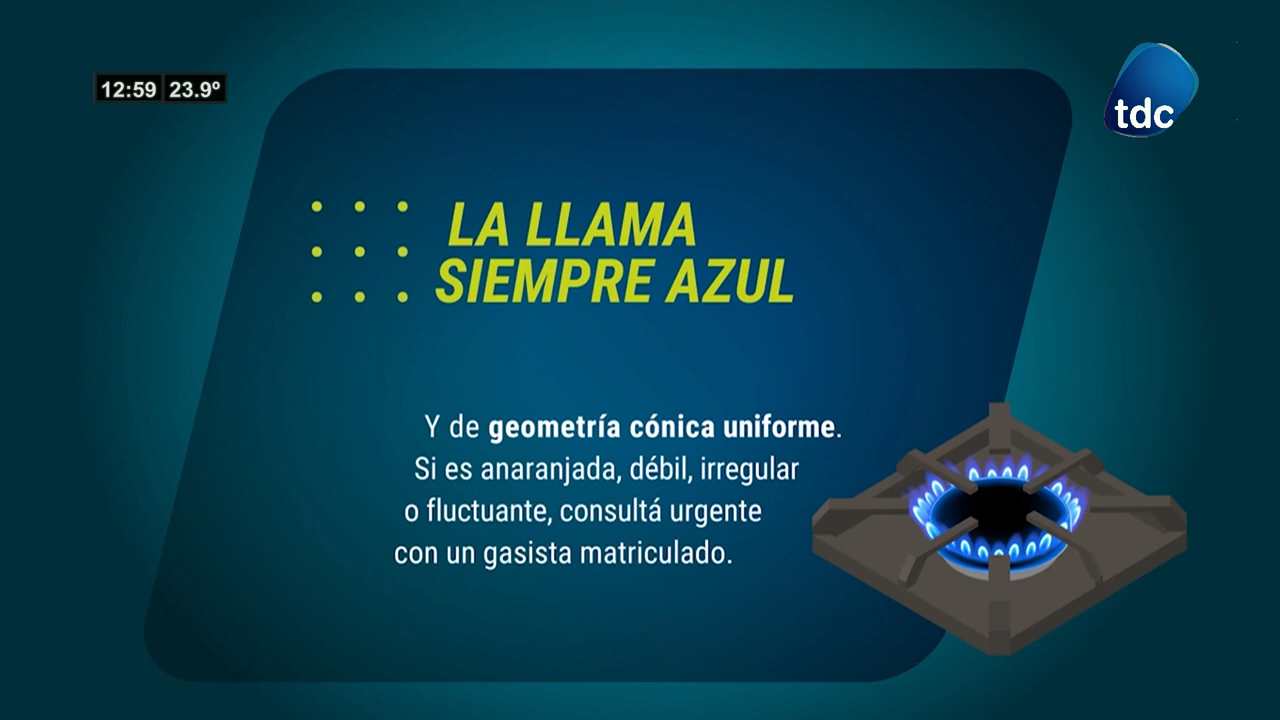 12:59 23.9º
tdc
LA LLAMA
SIEMPRE AZUL
Y de geometría cónica uniforme.
Si es anaranjada, débil, irregular
o fluctuante, consultá urgente
con un gasista matriculado.